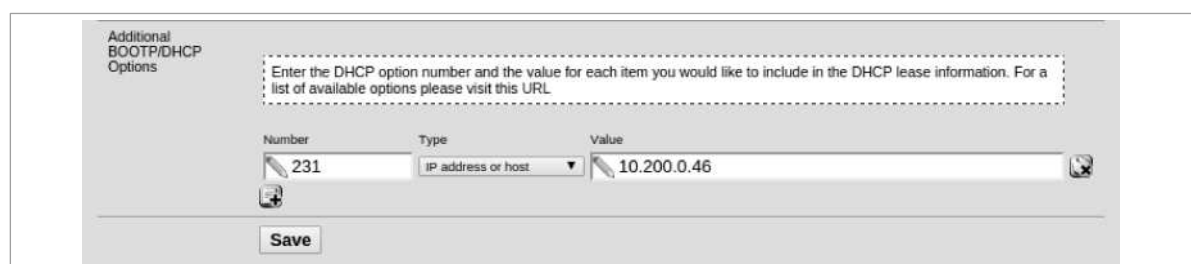 Additional
BOOTP/DHCP
Options
Enter the DHCP option number and the value for each item you would like to include in the DHCP lease information. For a
list of available options please visit this URL
Number Type Value
231 IP address or host 10.200.0.46
Save